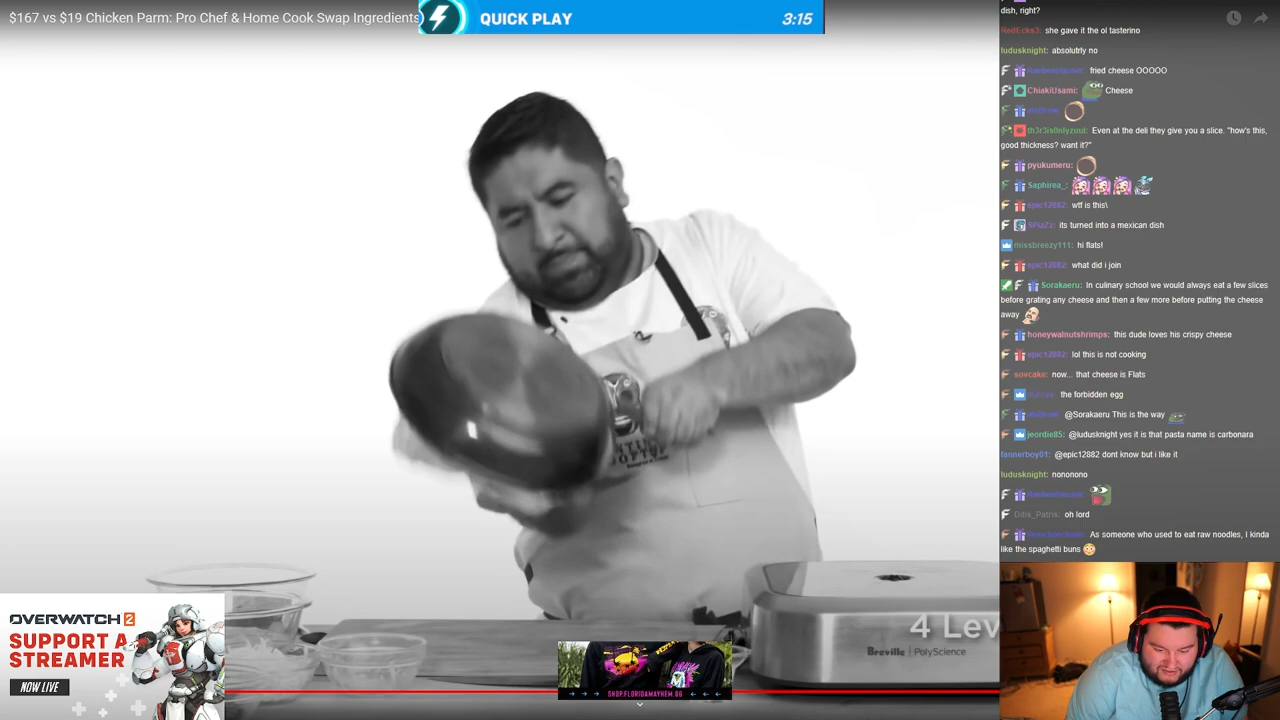 $167 vs $19 Chicken Parm: Pro Chef & Home Cook Swap Ingredients
QUICK PLAY
3:15
dish, right?
RedEcks3: she gave it the ol tasterino
ludusknight: absolutrly no
fried cheese OOOOO
ChiakiUsami: Cheese
th3r3is0nlyzuul: Even at the deli they give you a slice. "how's this,
good thickness? want it?"
pyukumeru:
Saphirea_:
epic12882: wtf is this\
its turned into a mexican dish
missbreezy111: hi flats!
epic12882: what did i join
Sorakaeru: In culinary school we would always eat a few slices
before grating any cheese and then a few more before putting the cheese
away
honeywalnutshrimps: this dude loves his crispy cheese
epic12882: lol this is not cooking
sovcake: now... that cheese is Flats
the forbidden egg
@Sorakaeru This is the way
jeordie85: @ludusknight yes it is that pasta name is carbonara
fannerboy01: @epic12882 dont know but i like it
ludusknight: nononono
Ditis_Patris: oh lord
As someone who used to eat raw noodles, I kinda
like the spaghetti buns
OVERWATCH 2
SUPPORT A
STREAMER
NOW LIVE
4 Lev
Breville | PolyScience
SHOP.FLORIDAMAYHEM.GG